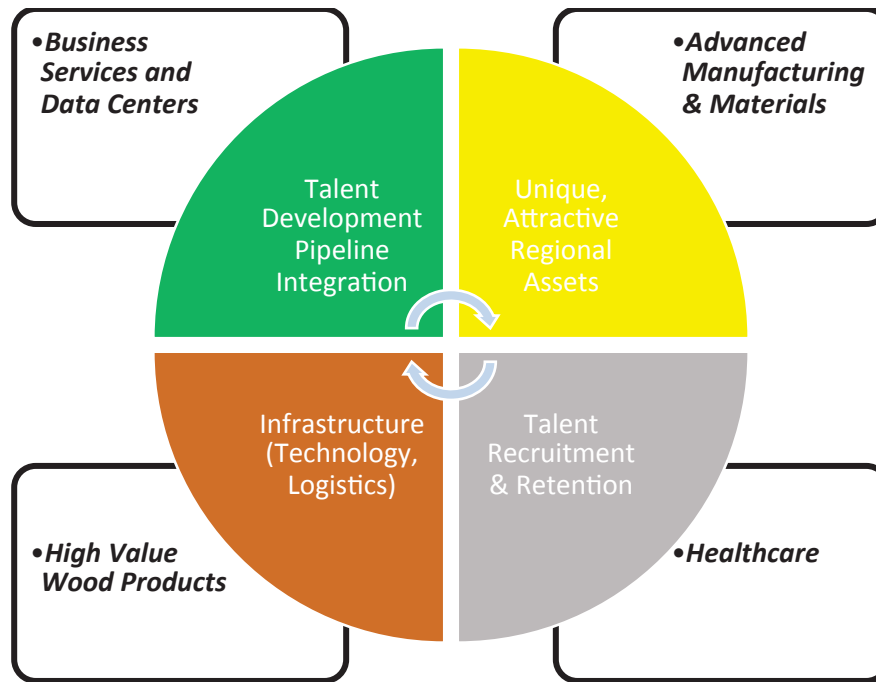 •Business
Services and
Data Centers
•Advanced
Manufacturing
& Materials
Talent
Development
Pipeline
Integration
Unique,
Attractive
Regional
Assets
Infrastructure
(Technology,
Logistics)
Talent
Recruitment
& Retention
•High Value
Wood Products
•Healthcare